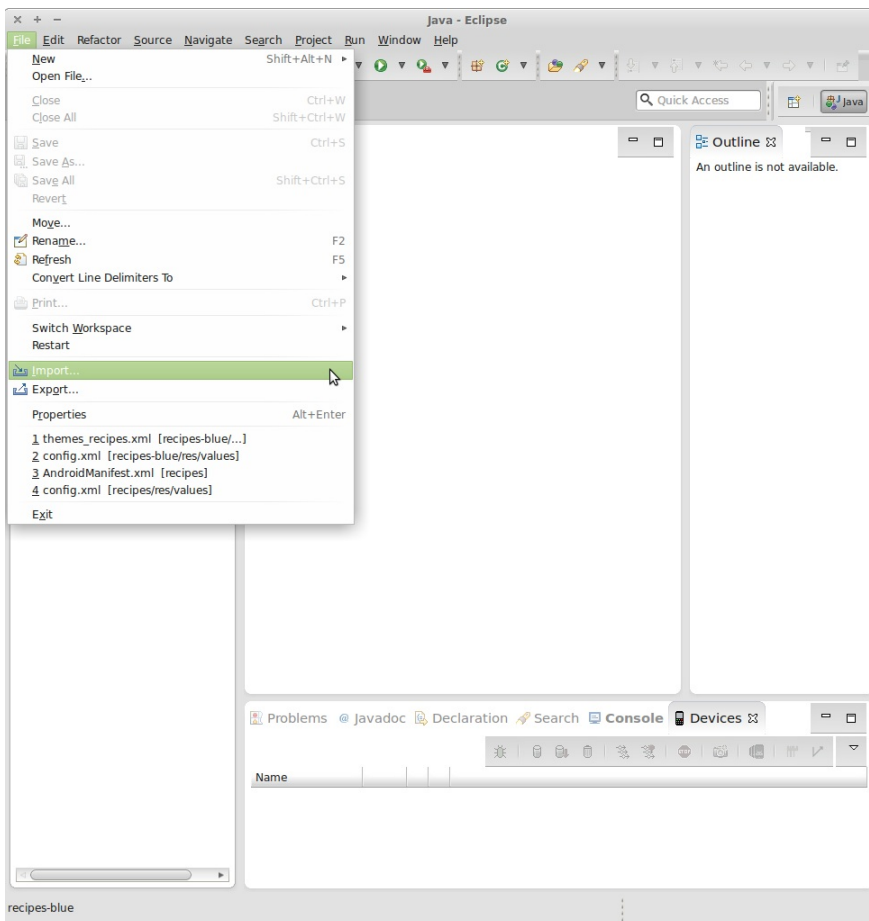 Java - Eclipse
File Edit Refactor Source Navigate Search Project Run Window Help
New Shift+Alt+N
Open File...
Close Ctrl+W
Close All Shift+Ctrl+W
Save Ctrl+S
Save As...
Save All Shift+Ctrl+S
Revert
Move...
Rename... F2
Refresh F5
Convert Line Delimiters To
Print... Ctrl+P
Switch Workspace
Restart
Import...
Export...
Properties Alt+Enter
1 themes_recipes.xml [recipes-blue/...]
2 config.xml [recipes-blue/res/values]
3 AndroidManifest.xml [recipes]
4 config.xml [recipes/res/values]
Exit
Quick Access
Java
Outline
An outline is not available.
Problems @ Javadoc Declaration Search Console Devices
Name
recipes-blue